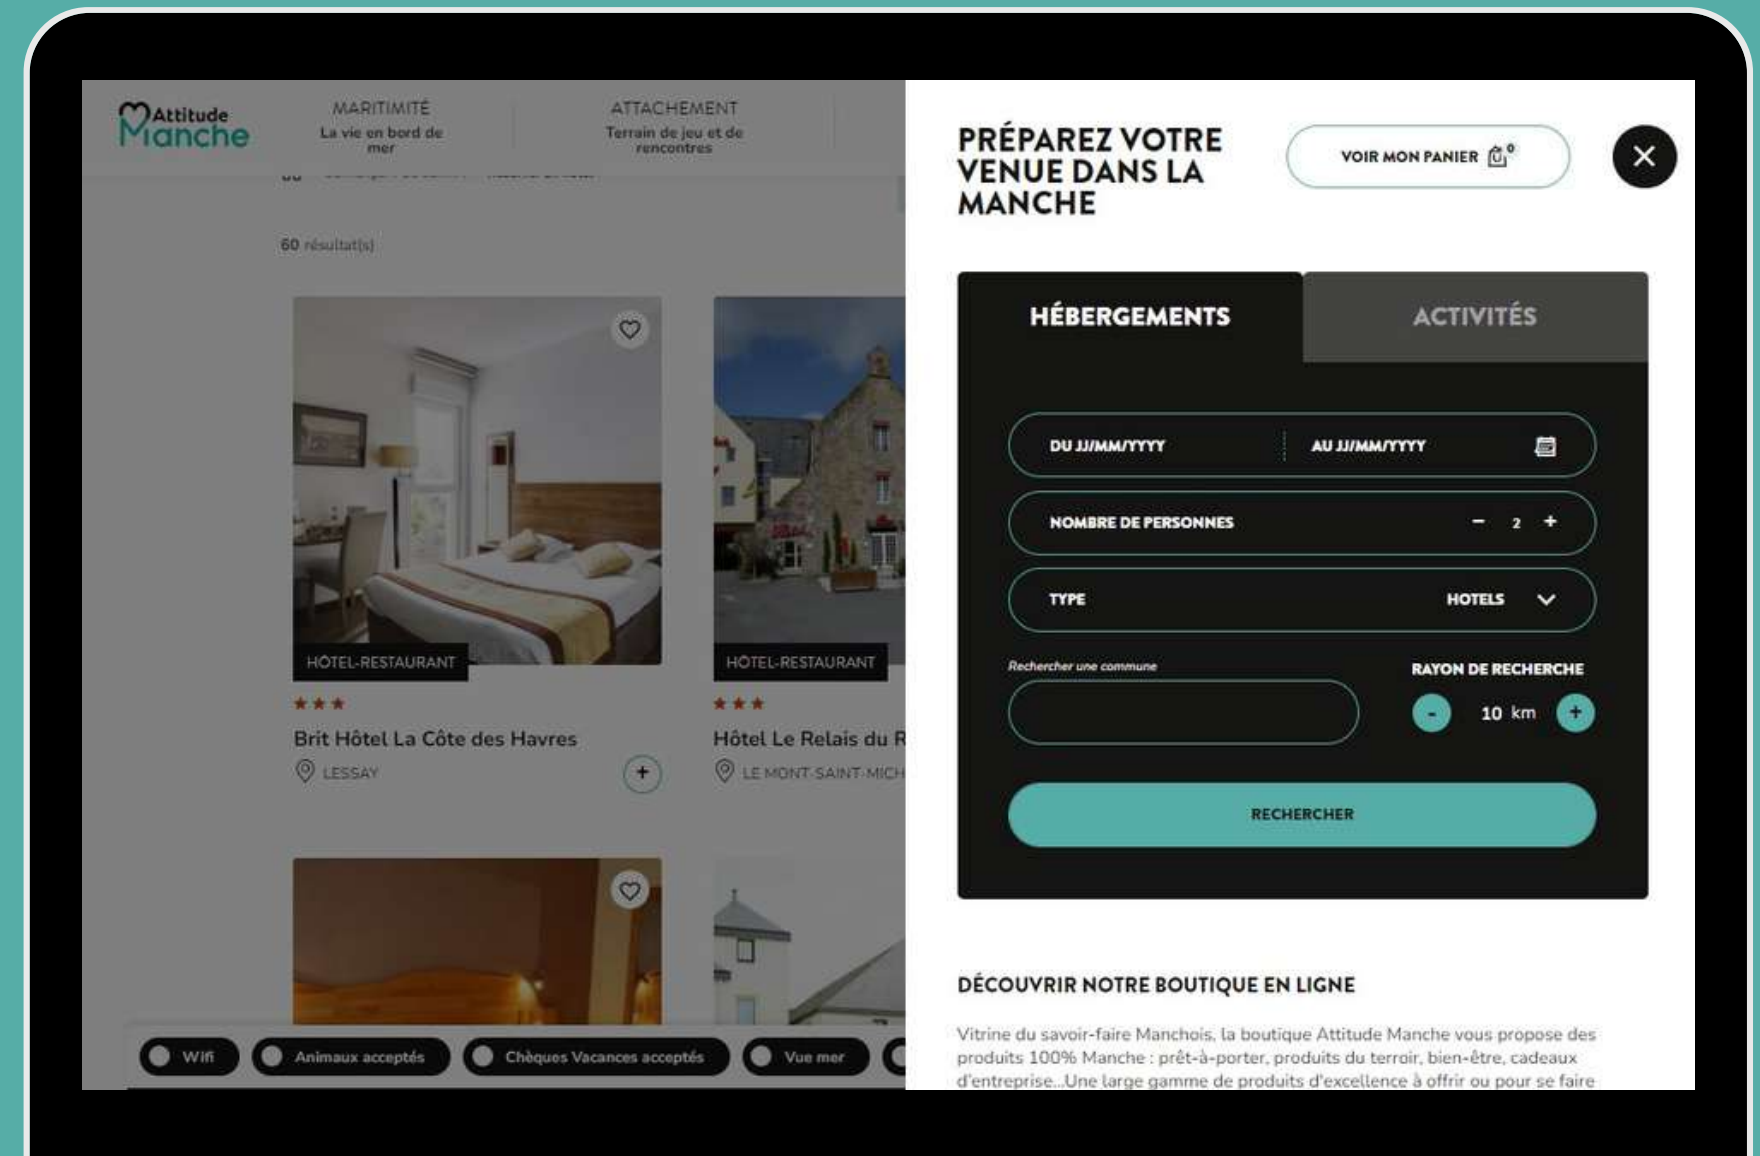 Attitude
Manche
MARITIMITÉ
La vie en bord de
mer
ATTACHEMENT
Terrain de jeu et de
rencontres
60 résultat(s)
HÔTEL-RESTAURANT
Brit Hôtel La Côte des Havres
LESSAY
+
HÔTEL-RESTAURANT
Hôtel Le Relais du R
LE MONT-SAINT-MICH
Wifi
Animaux acceptés
Chèques Vacances acceptés
Vue mer
PRÉPAREZ VOTRE
VENUE DANS LA
MANCHE
VOIR MON PANIER 0
HÉBERGEMENTS
ACTIVITÉS
DU JJ/MM/YYYY
AU JJ/MM/YYYY
NOMBRE DE PERSONNES
- 2 +
TYPE
HOTELS
Rechercher une commune
RAYON DE RECHERCHE
- 10 km +
RECHERCHER
DÉCOUVRIR NOTRE BOUTIQUE EN LIGNE
Vitrine du savoir-faire Manchois, la boutique Attitude Manche vous propose des
produits 100% Manche : prêt-à-porter, produits du terroir, bien-être, cadeaux
d'entreprise...Une large gamme de produits d'excellence à offrir ou pour se faire